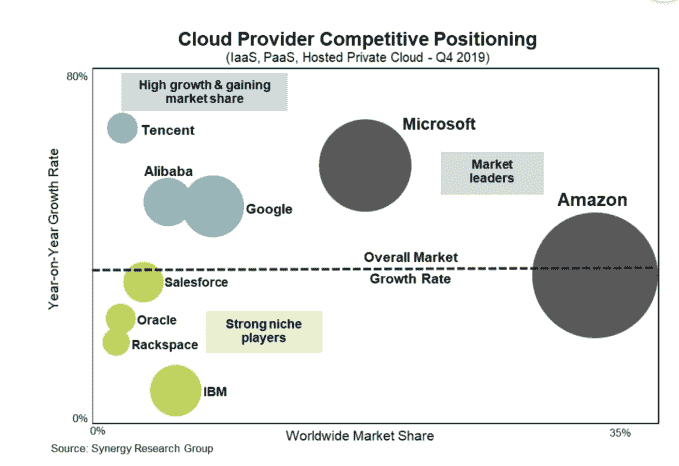 Cloud Provider Competitive Positioning
(IaaS, PaaS, Hosted Private Cloud - Q4 2019)
80%
High growth & gaining
market share
Tencent
Microsoft
Alibaba
Market
leaders
Google
Amazon
Year-on-Year Growth Rate
Overall Market
Growth Rate
Salesforce
Oracle
Strong niche
players
Rackspace
IBM
0%
0%
Worldwide Market Share
35%
Source: Synergy Research Group